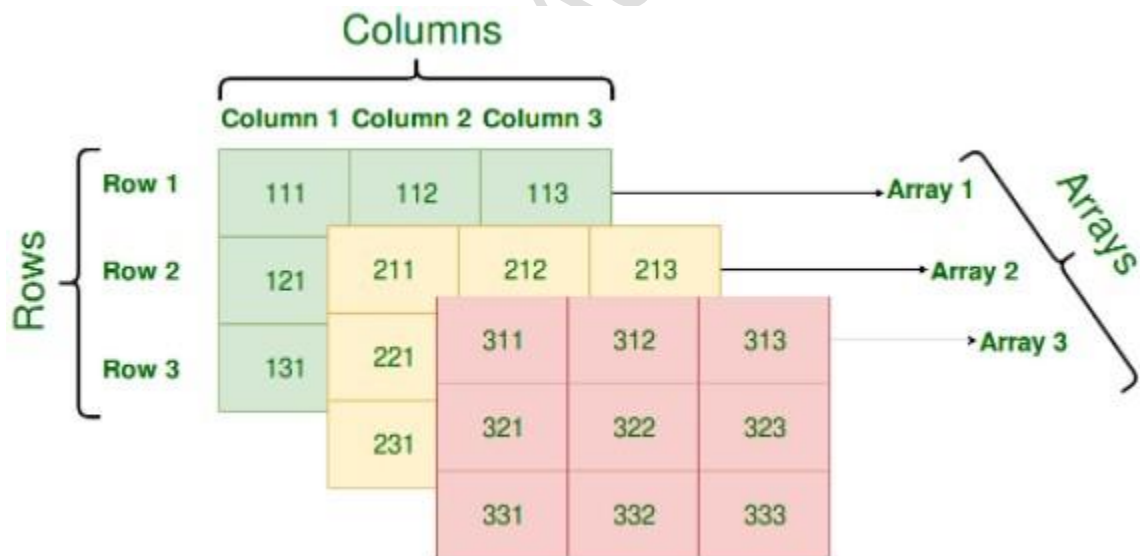 Columns
Column 1 Column 2 Column 3
Rows
Row 1
111 112 113
Array 1
Arrays
Row 2
121
211 212 213
Array 2
Row 3
131
221
311 312 313
Array 3
231
321 322 323
331 332 333